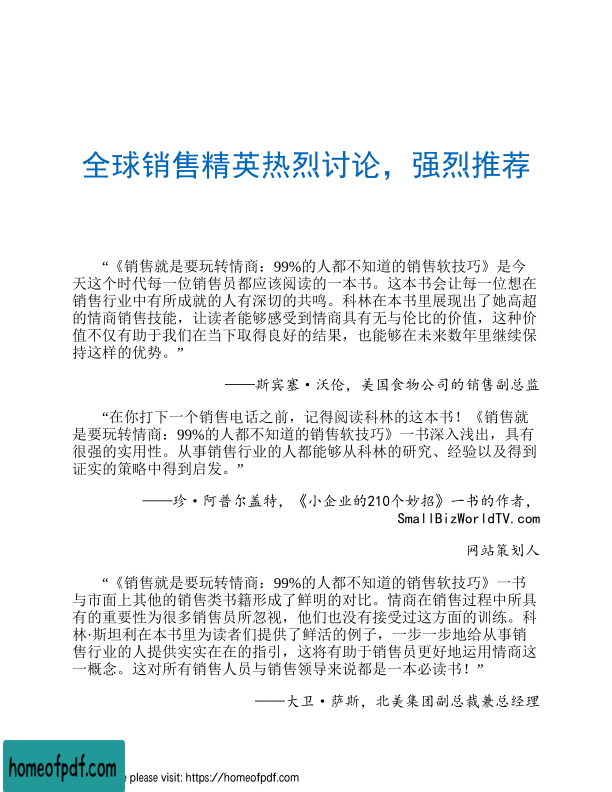 全球销售精英热烈讨论，强烈推荐
“《销售就是要玩转情商：99%的人都不知道的销售软技巧》是今
天这个时代每一位销售员都应该阅读的一本书。这本书会让每一位想在
销售行业中有所成就的人有深切的共鸣。科林在本书里展现出了她高超
的情商销售技能，让读者能够感受到情商具有无与伦比的价值，这种价
值不仅有助于我们在当下取得良好的结果，也能够在未来数年里继续保
持这样的优势。”
——斯宾塞·沃伦，美国食物公司的销售副总监
“在你打下一个销售电话之前，记得阅读科林的这本书！《销售就
是要玩转情商：99%的人都不知道的销售软技巧》一书深入浅出，具有
很强的实用性。从事销售行业的人都能够从科林的研究、经验以及得到
证实的策略中得到启发。”
——珍·阿普尔盖特，《小企业的210个妙招》一书的作者，
SmallBizWorldTV.com
网站策划人
“《销售就是要玩转情商：99%的人都不知道的销售软技巧》一书
与市面上其他的销售类书籍形成了鲜明的对比。情商在销售过程中所具
有的重要性为很多销售员所忽视，他们也没有接受过这方面的训练。科
林·斯坦利在本书里为读者们提供了鲜活的例子，一步一步地给从事销
售行业的人提供实实在在的指引，这将有助于销售员更好地运用情商这
一概念。这对所有销售人员与销售领导来说都是一本必读书！”
——大卫·萨斯，北美集团副总裁兼总经理
homeofpdf.com
please visit: https://homeofpdf.com